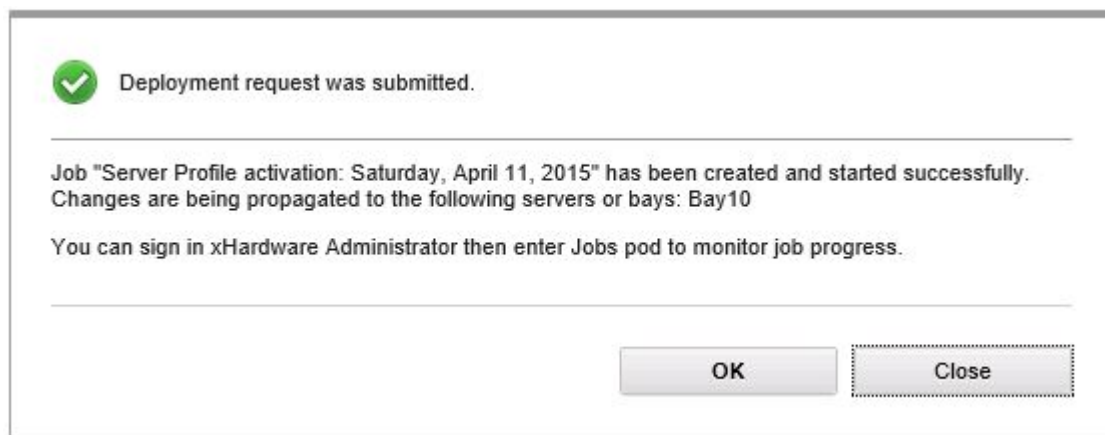 Deployment request was submitted.
Job "Server Profile activation: Saturday, April 11, 2015" has been created and started successfully.
Changes are being propagated to the following servers or bays: Bay10
You can sign in xHardware Administrator then enter Jobs pod to monitor job progress.
OK
Close